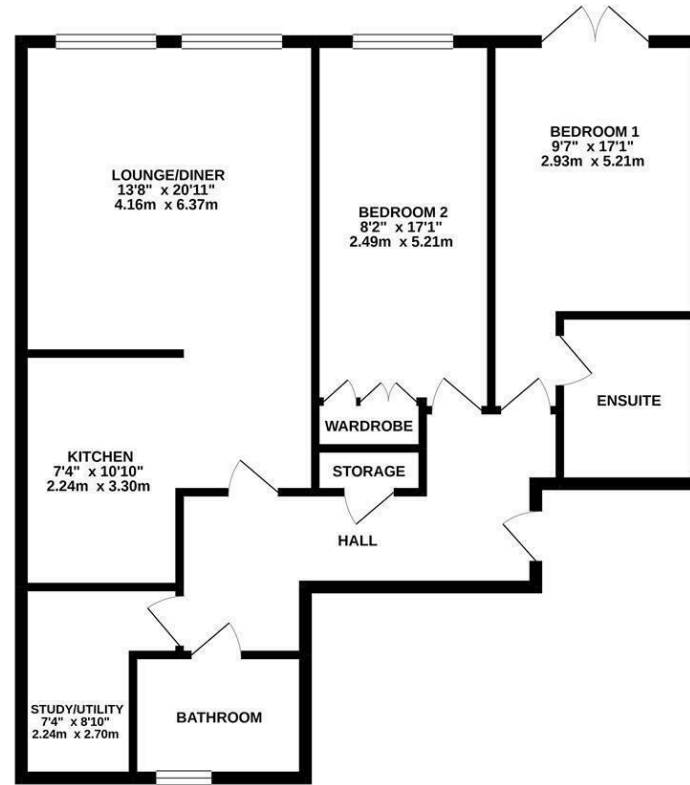 LOUNGE/DINER
13'8" x 20'11"
4.16m x 6.37m
BEDROOM 2
8'2" x 17'1"
2.49m x 5.21m
BEDROOM 1
9'7" x 17'1"
2.93m x 5.21m
ENSUITE
WARDROBE
STORAGE
KITCHEN
7'4" x 10'10"
2.24m x 3.30m
HALL
STUDY/UTILITY
7'4" x 8'10"
2.24m x 2.70m
BATHROOM